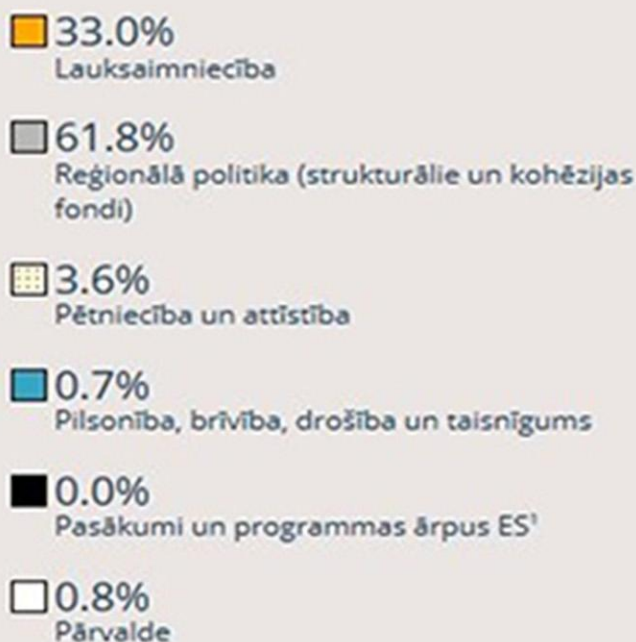 33.0%
Lauksaimniecība
61.8%
Reģionālā politika (strukturālie un kohēzijas
fondi)
3.6%
Pētniecība un attīstība
0.7%
Pilsonība, brīvība, drošība un taisnīgums
0.0%
Pasākumi un programmas ārpus ES¹
0.8%
Pārvalde